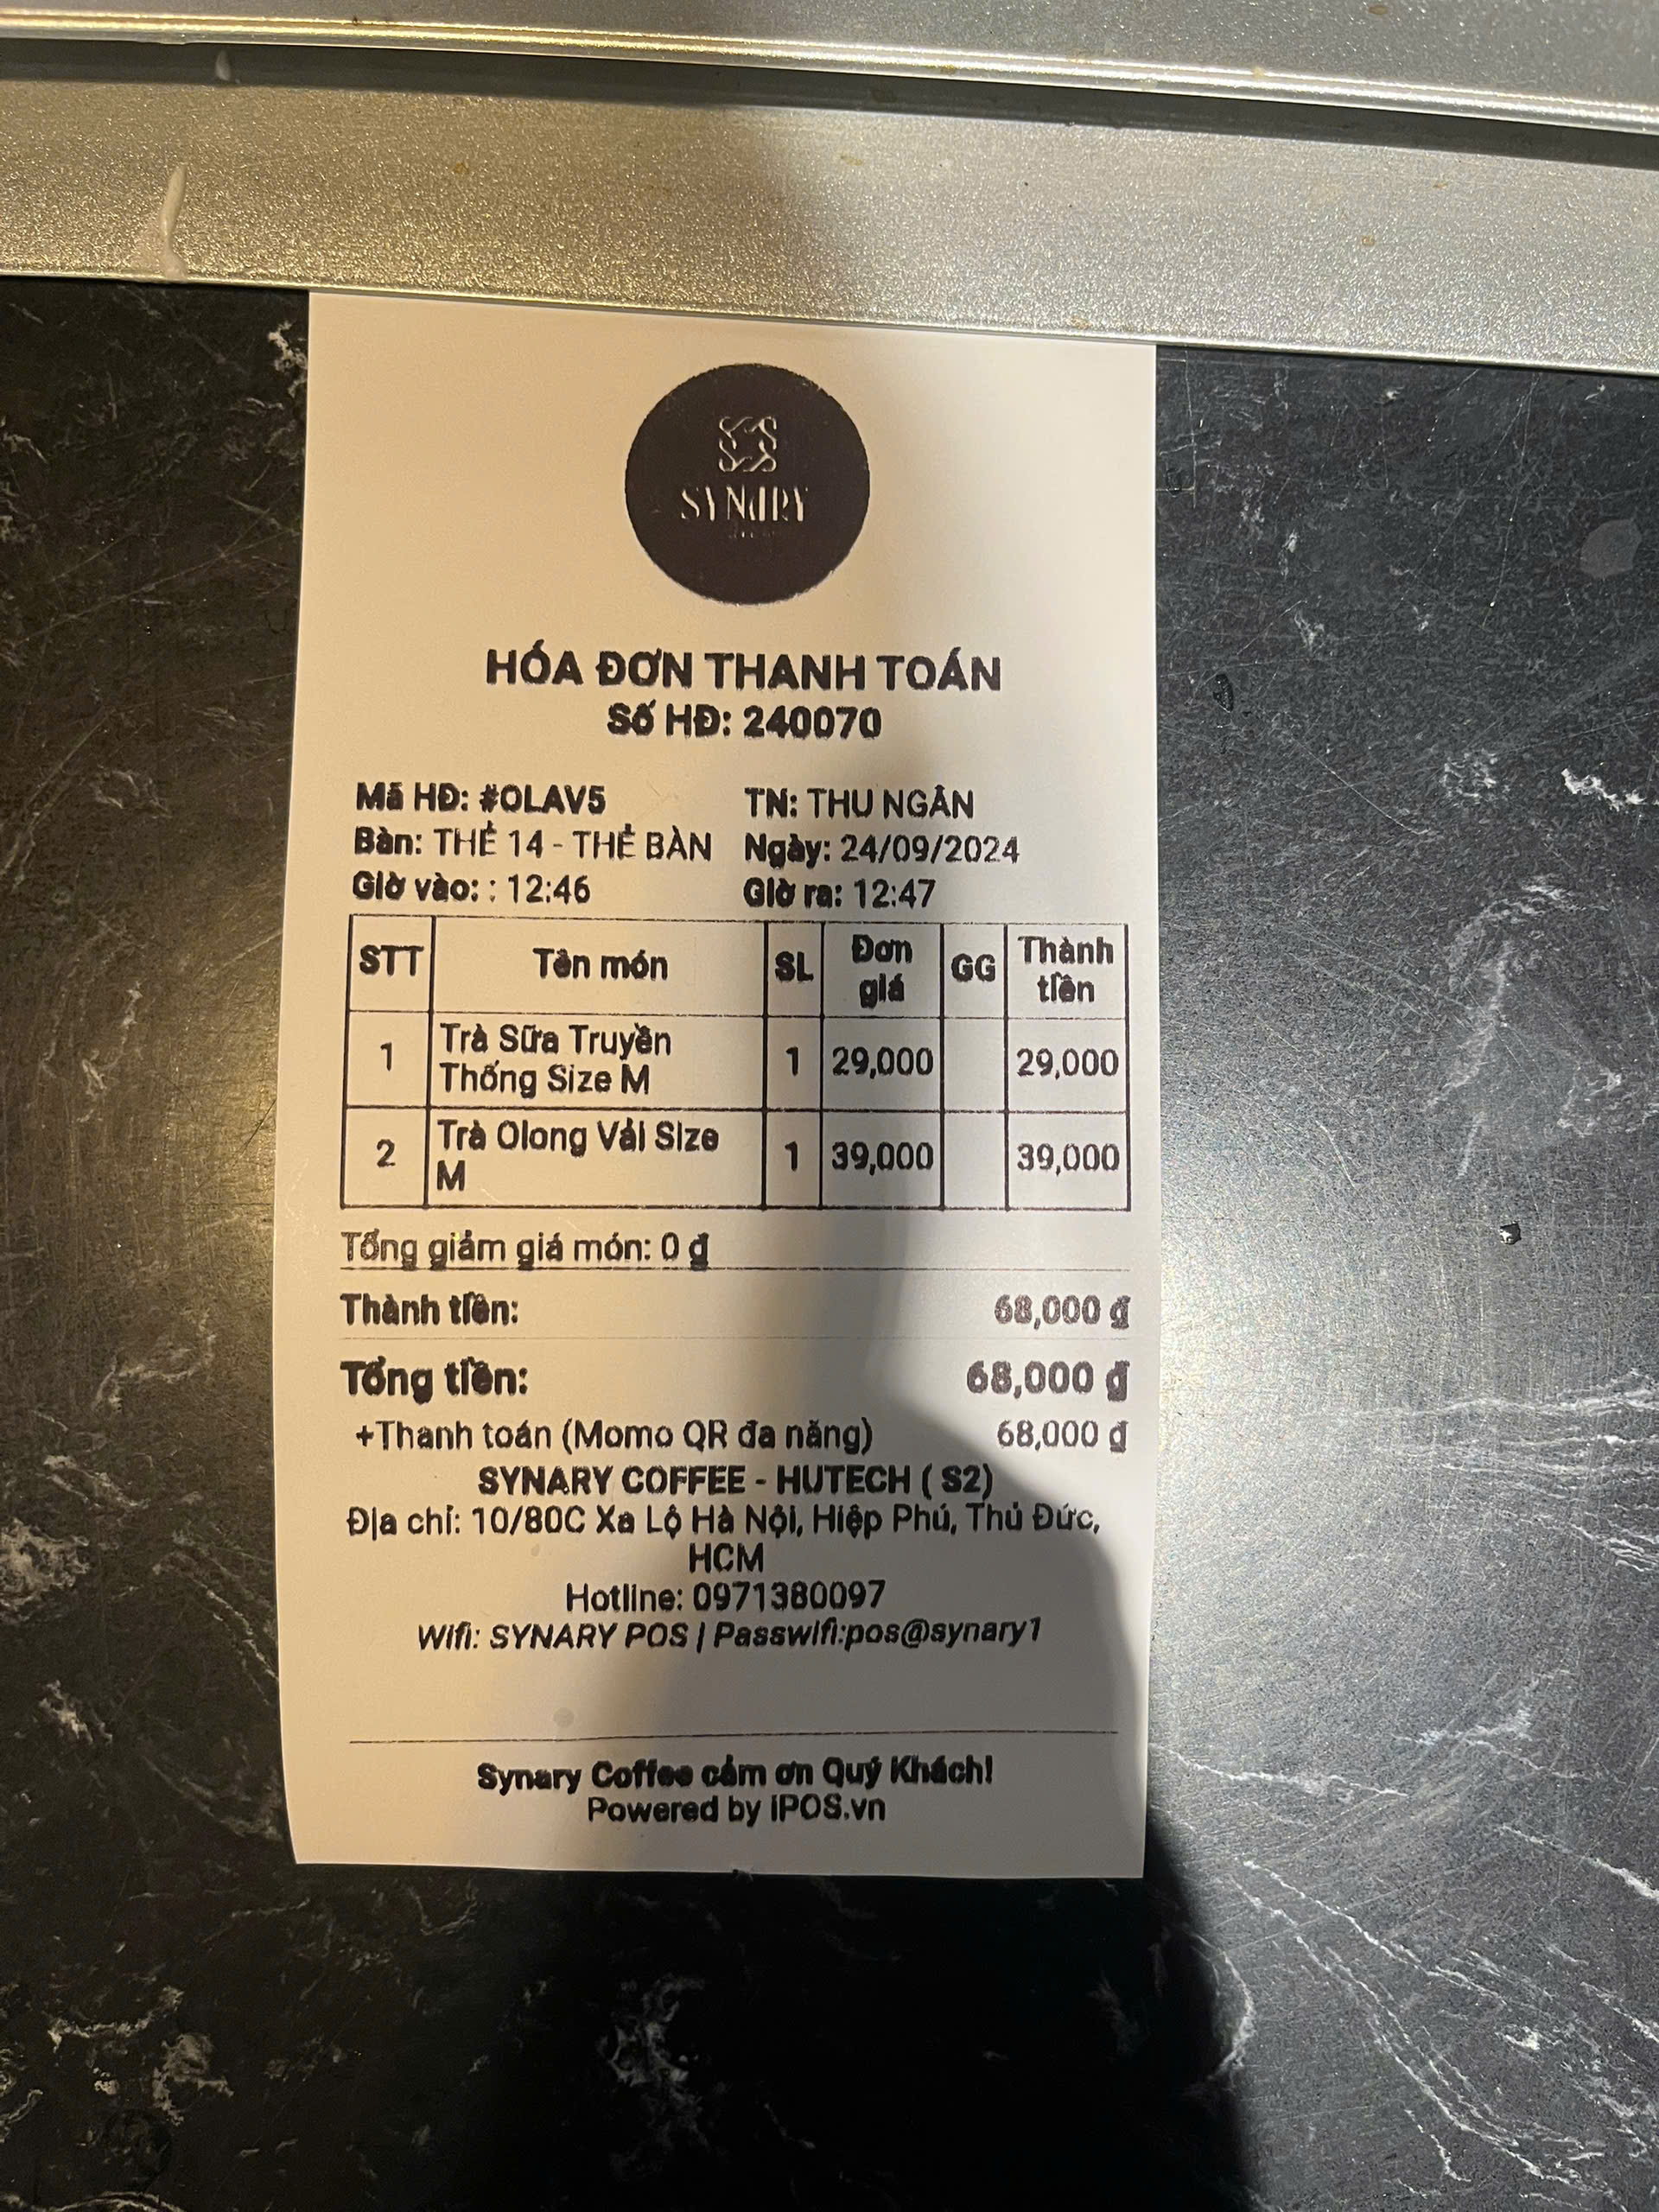 SYNARY
HÓA ĐƠN THANH TOÁN
Số HĐ: 240070
Mã HĐ: #OLAV5 TN: THU NGÂN
Bàn: THẺ 14 - THẺ BÀN Ngày: 24/09/2024
Giờ vào: : 12:46 Giờ ra: 12:47
STT Tên món SL Đơn giá GG Thành tiền
1 Trà Sữa Truyền Thống Size M 1 29,000 29,000
2 Trà Olong Vải Size M 1 39,000 39,000
Tổng giảm giá món: 0 ₫
Thành tiền: 68,000 ₫
Tổng tiền: 68,000 ₫
+Thanh toán (Momo QR đa năng) 68,000 ₫
SYNARY COFFEE - HUTECH ( S2)
Địa chỉ: 10/80C Xa Lộ Hà Nội, Hiệp Phú, Thủ Đức,
HCM
Hotline: 0971380097
Wifi: SYNARY POS | Passwifi:pos@synary1
Synary Coffee cảm ơn Quý Khách!
Powered by iPOS.vn